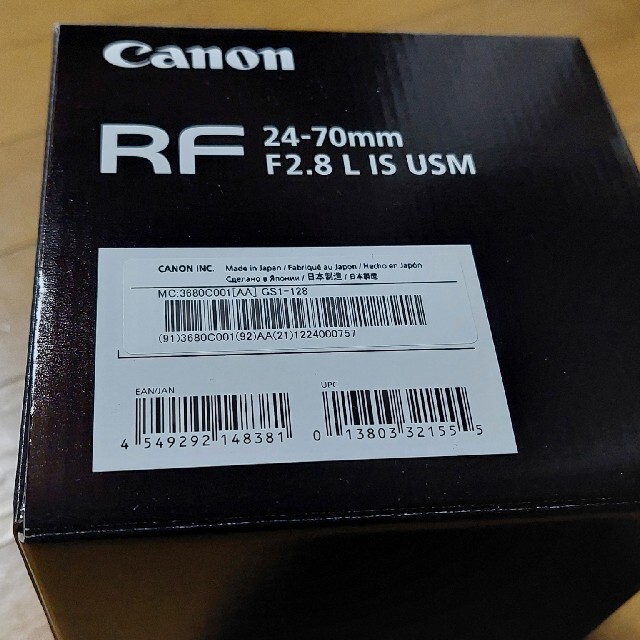 Canon
RF 24-70mm
F2.8 L IS USM
CANON INC. Made in Japan / Fabriqué au Japon / Hecho en Japón
Сделано в Японии / 日本製造 / 日本製造
MC:3680C001[AA] GS1-128
(91)3680C001(92)AA(21)1224000757
EAN/JAN
4 549292 148381
UPC
0 13803 32155 5